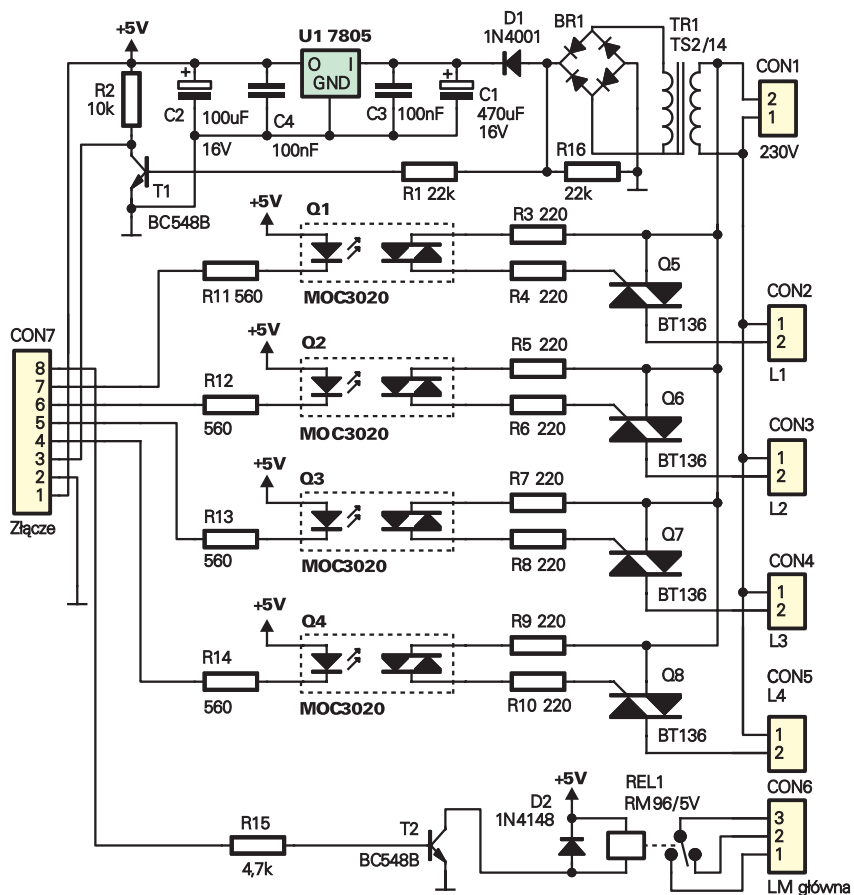 +5V
U1 7805
D1
1N4001
BR1
TR1
TS2/14
CON1
R2
10k
O I
GND
2
1
230V
C2
100uF
16V
C4
100nF
C3
100nF
C1
470uF
16V
T1
BC548B
R1 22k
R16
22k
+5V
Q1
R3 220
Q5
R11 560
MOC3020
R4 220
BT136
CON2
1
2
L1
CON7
8
7
6
5
4
3
2
1
Złącze
+5V
Q2
R5 220
Q6
R12
560
MOC3020
R6 220
BT136
CON3
1
2
L2
+5V
Q3
R7 220
Q7
R13
560
MOC3020
R8 220
BT136
CON4
1
2
L3
+5V
Q4
R9 220
Q8
R14
560
MOC3020
R10 220
BT136
CON5
L4
1
2
+5V
D2
1N4148
REL1
RM96/5V
CON6
3
2
1
LM główna
R15
4,7k
T2
BC548B